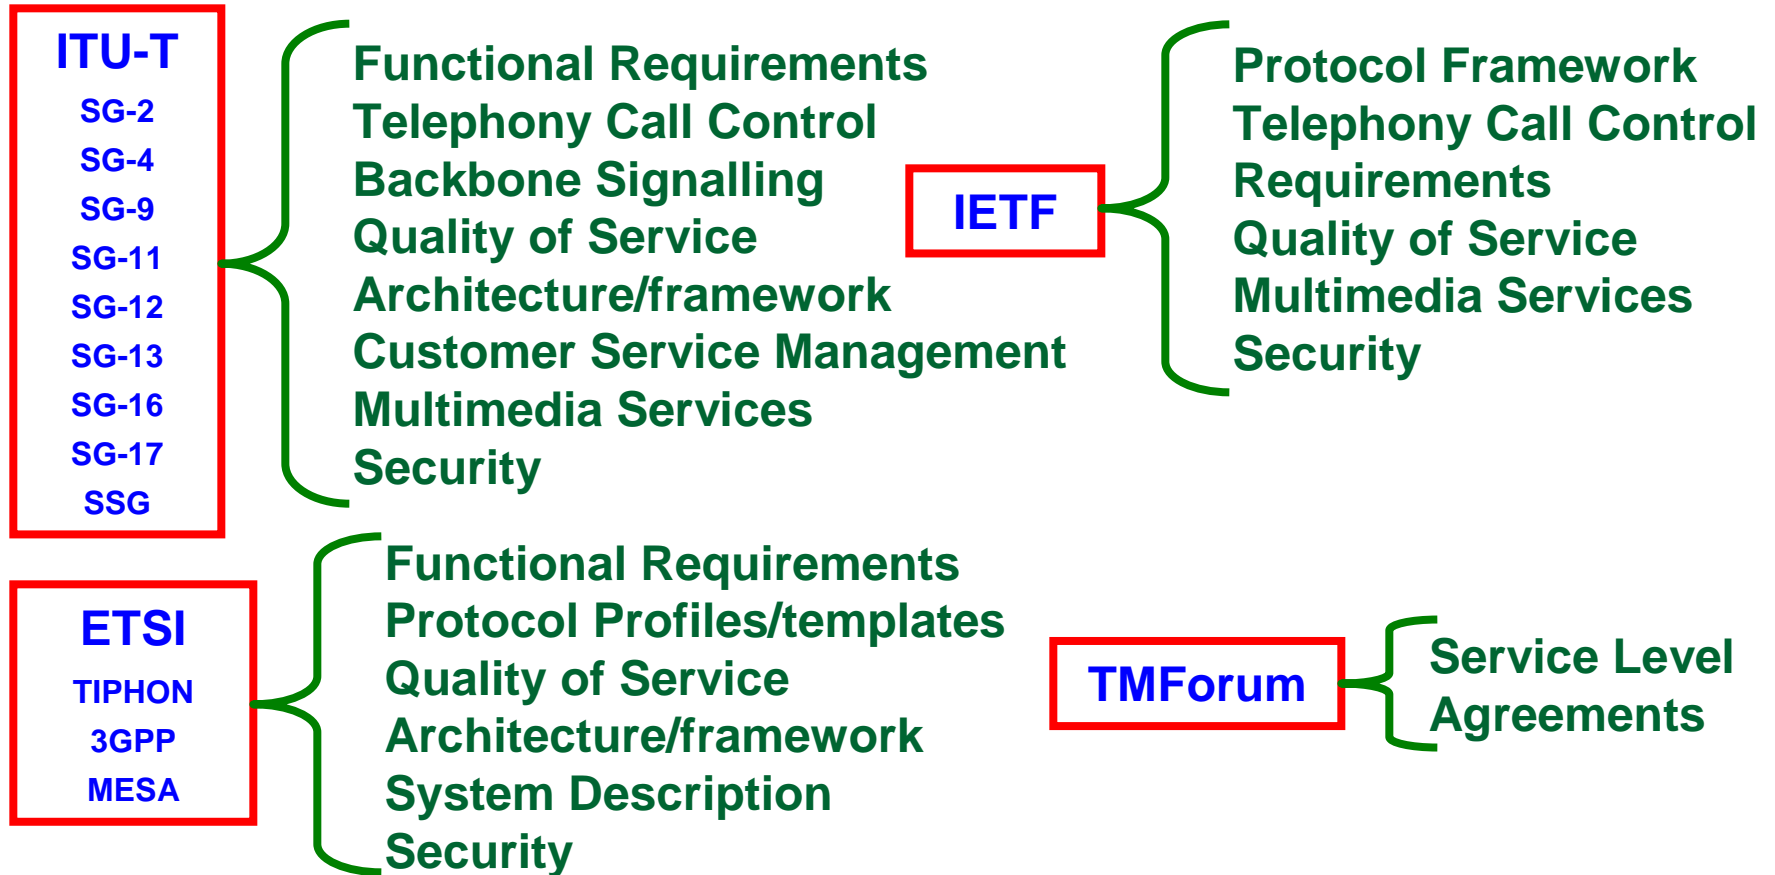 ITU-T
SG-2
SG-4
SG-9
SG-11
SG-12
SG-13
SG-16
SG-17
SSG
Functional Requirements
Telephony Call Control
Backbone Signalling
Quality of Service
Architecture/framework
Customer Service Management
Multimedia Services
Security
IETF
Protocol Framework
Telephony Call Control
Requirements
Quality of Service
Multimedia Services
Security
ETSI
TIPHON
3GPP
MESA
Functional Requirements
Protocol Profiles/templates
Quality of Service
Architecture/framework
System Description
Security
TMForum
Service Level
Agreements